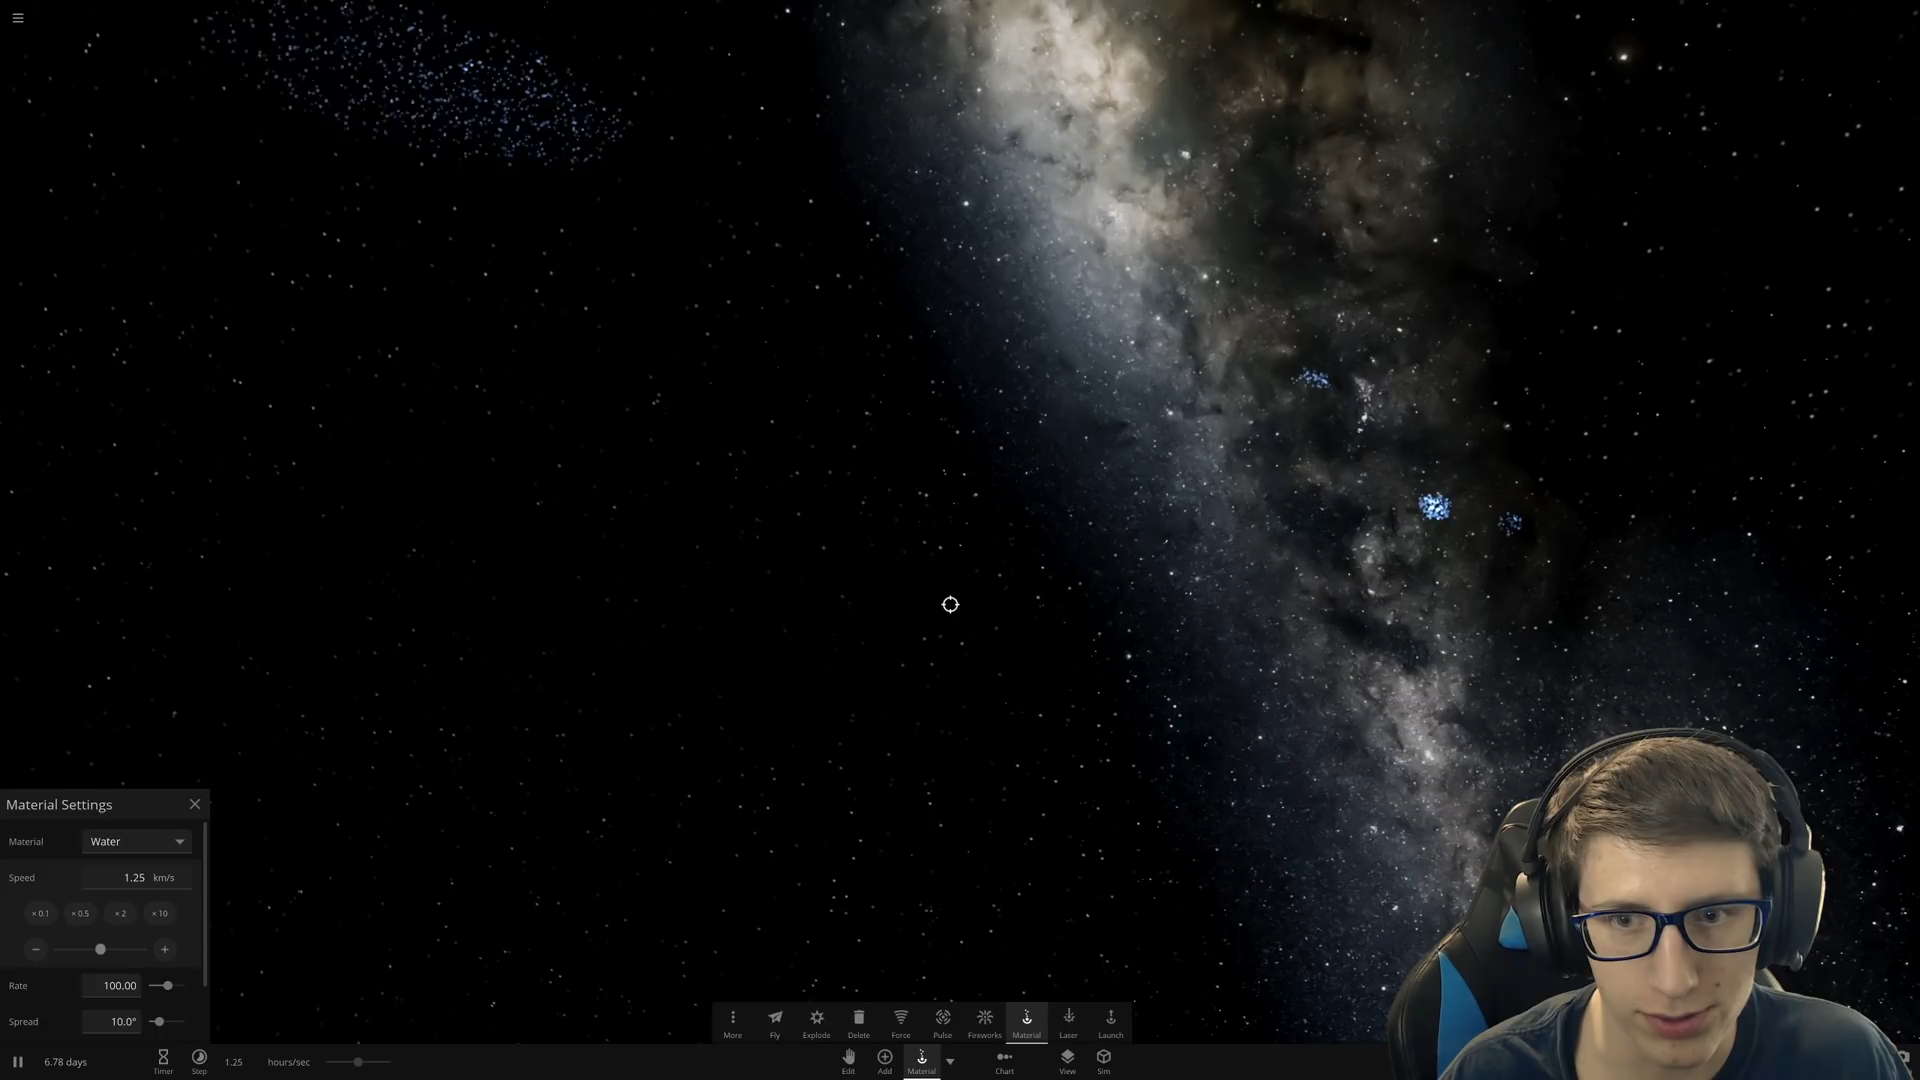 Material Settings
Material Water
Speed 1.25 km/s
× 0.1 × 0.5 × 2 × 10
Rate 100.00
Spread 10.0°
More Fly Explode Delete Force Pulse Fireworks Material Laser Launch
6.78 days Timer Step 1.25 hours/sec Edit Add Material Chart View Sim